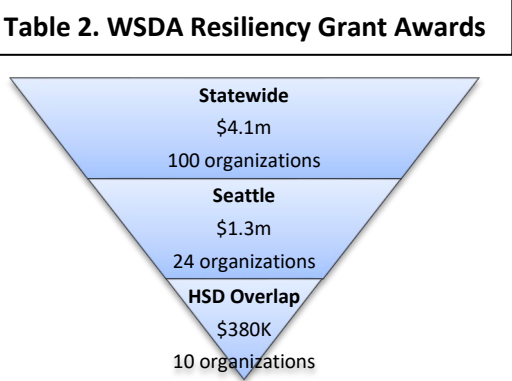 Table 2. WSDA Resiliency Grant Awards
Statewide
$4.1m
100 organizations
Seattle
$1.3m
24 organizations
HSD Overlap
$380K
10 organizations